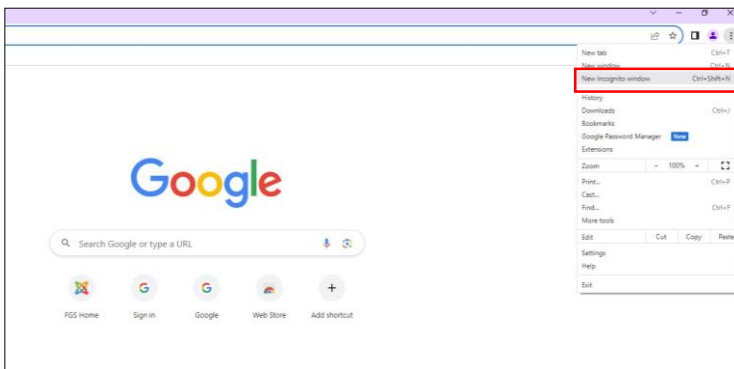 New tab Ctrl+T
New window Ctrl+N
New Incognito window Ctrl+Shift+N
History
Downloads Ctrl+J
Bookmarks
Google Password Manager New
Extensions
Zoom - 100% +
Print... Ctrl+P
Cast...
Find... Ctrl+F
More tools
Edit Cut Copy Paste
Settings
Help
Exit
Google
Search Google or type a URL
FGS Home Sign in Google Web Store Add shortcut